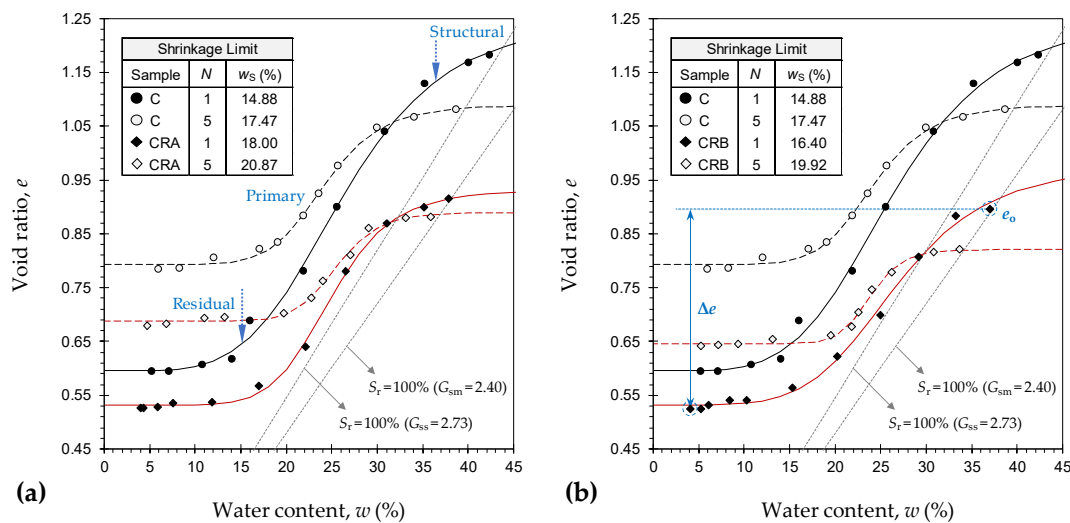 1.25
1.15
1.05
0.95
0.85
0.75
0.65
0.55
0.45
Void ratio, e
Shrinkage Limit
Sample N wS (%)
C 1 14.88
C 5 17.47
CRA 1 18.00
CRA 5 20.87
Structural
Primary
Residual
Sr=100% (Gsm=2.40)
Sr=100% (Gss=2.73)
0 5 10 15 20 25 30 35 40 45
(a)
Water content, w (%)
1.25
1.15
1.05
0.95
0.85
0.75
0.65
0.55
0.45
Void ratio, e
Shrinkage Limit
Sample N wS (%)
C 1 14.88
C 5 17.47
CRB 1 16.40
CRB 5 19.92
eo
Δe
Sr=100% (Gsm=2.40)
Sr=100% (Gss=2.73)
0 5 10 15 20 25 30 35 40 45
(b)
Water content, w (%)